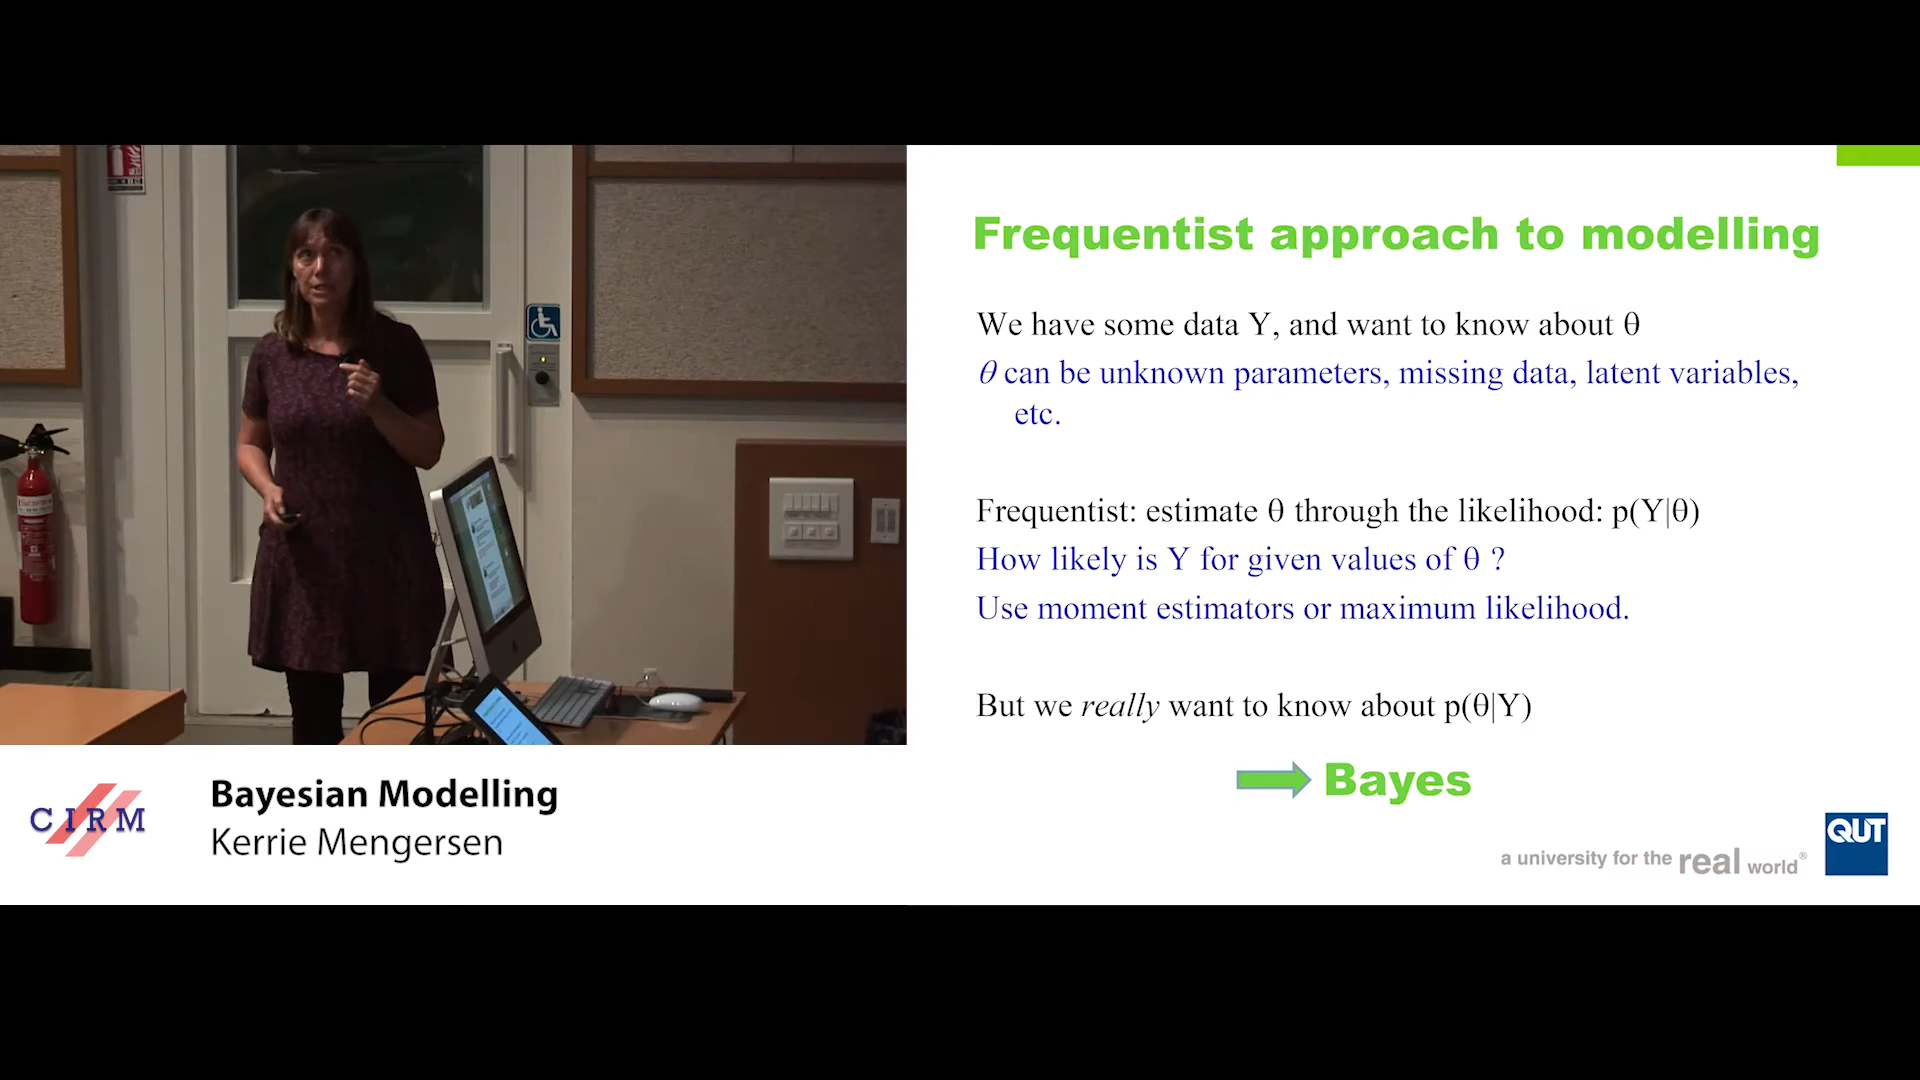 Frequentist approach to modelling
We have some data Y, and want to know about θ
θ can be unknown parameters, missing data, latent variables,
etc.
Frequentist: estimate θ through the likelihood: p(Y|θ)
How likely is Y for given values of θ ?
Use moment estimators or maximum likelihood.
But we really want to know about p(θ|Y)
Bayes
CIRM
Bayesian Modelling
Kerrie Mengersen
a university for the real world®
QUT